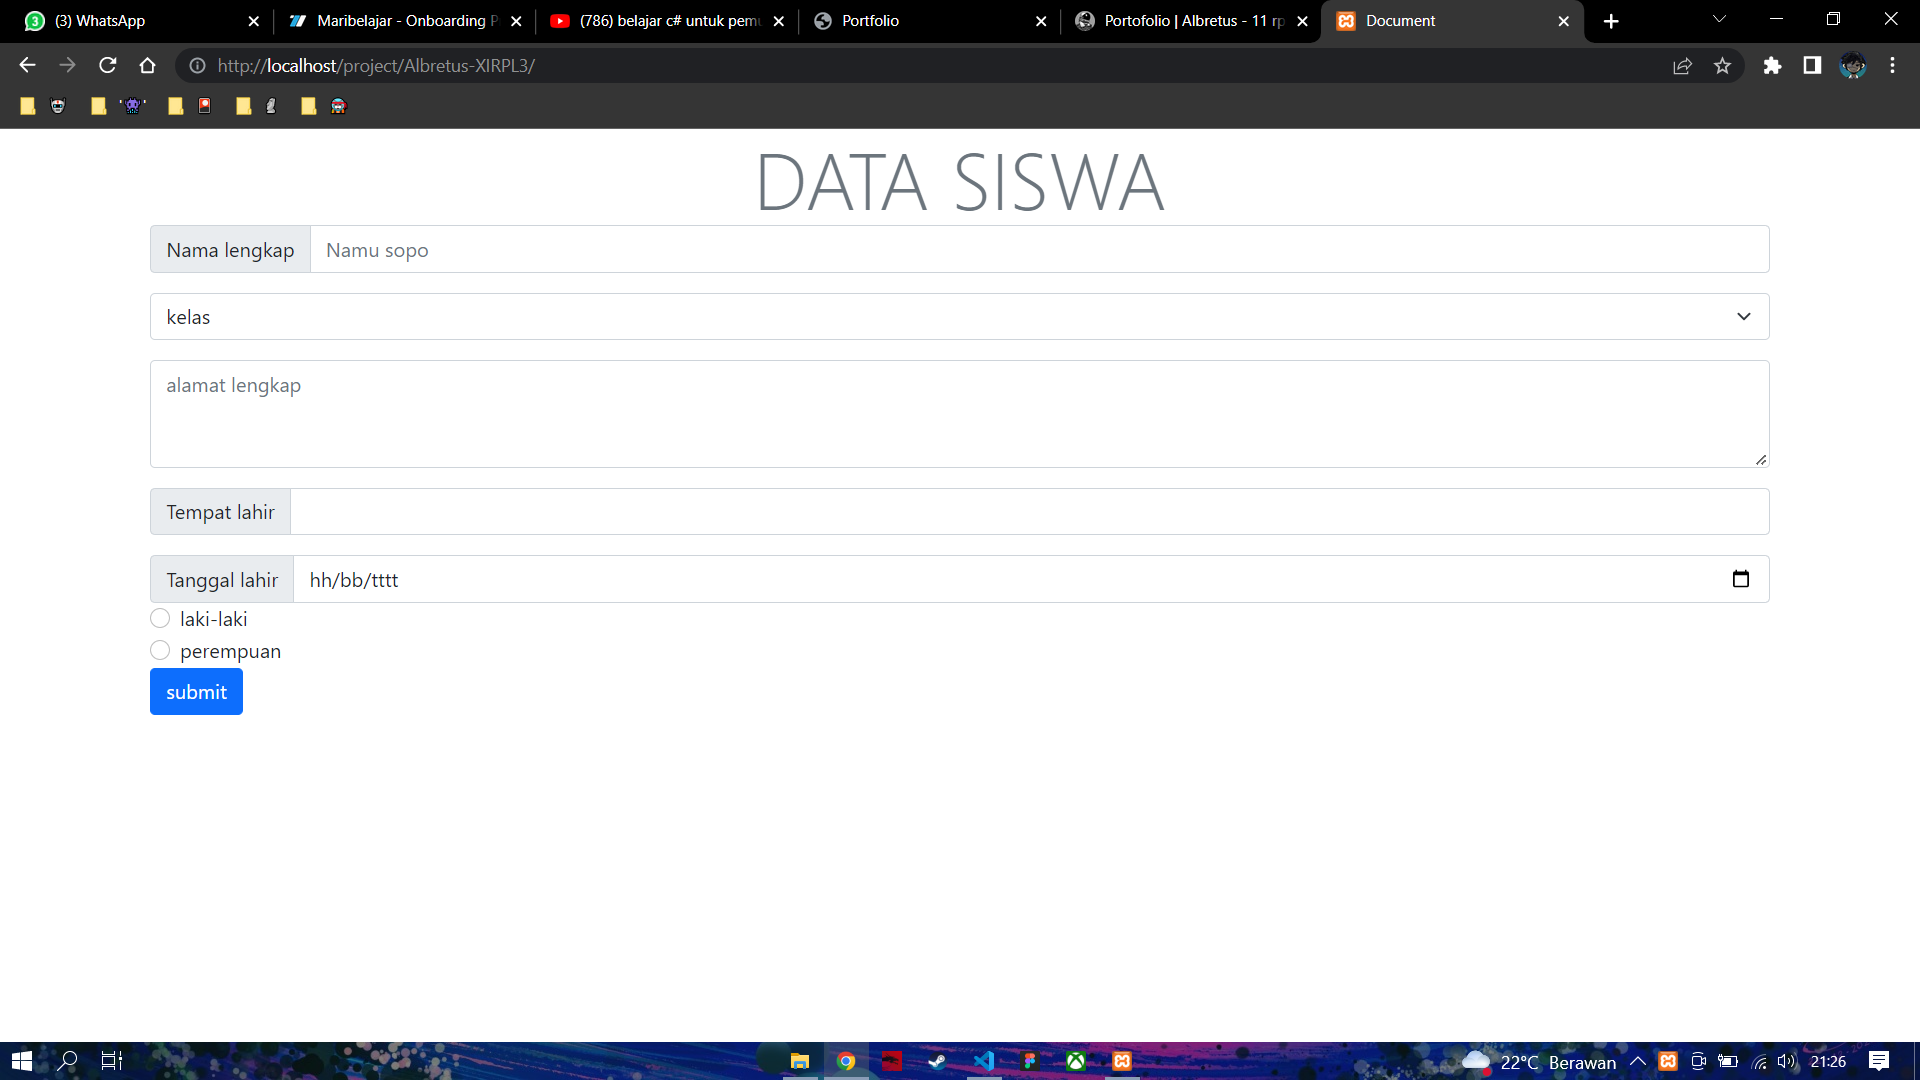 (3) WhatsApp
Maribelajar - Onboarding P
(786) belajar c# untuk pemu
Portfolio
Portofolio | Albretus - 11 rp
Document
http://localhost/project/Albretus-XIRPL3/
DATA SISWA
Nama lengkap Namu sopo
kelas
alamat lengkap
Tempat lahir
Tanggal lahir hh/bb/tttt
laki-laki
perempuan
submit
22°C Berawan 21:26